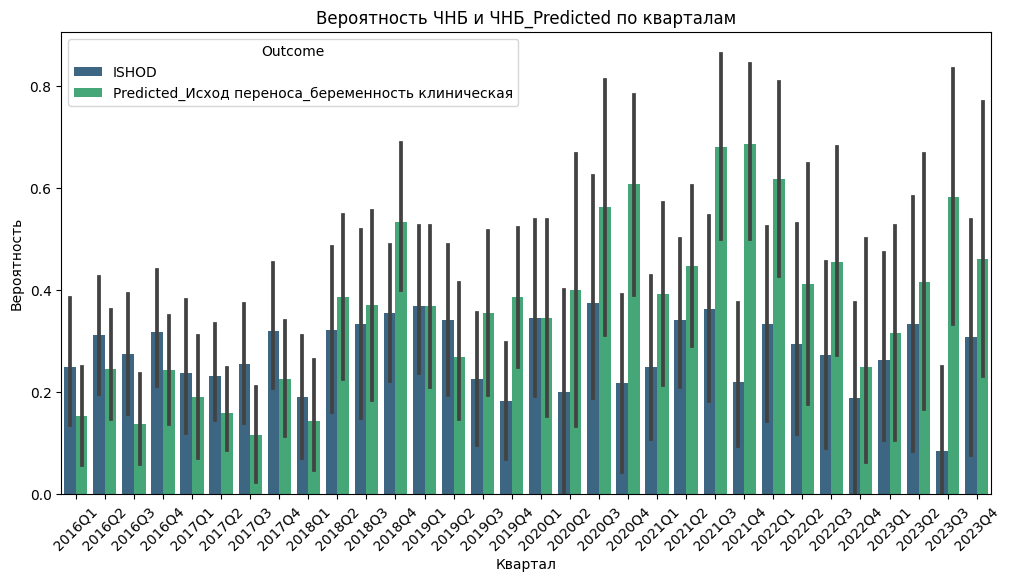 Вероятность ЧНБ и ЧНБ_Predicted по кварталам
Outcome
ISHOD
Predicted_Исход переноса_беременность клиническая
Вероятность
0.8
0.6
0.4
0.2
0.0
2016Q1
2016Q2
2016Q3
2016Q4
2017Q1
2017Q2
2017Q3
2017Q4
2018Q1
2018Q2
2018Q3
2018Q4
2019Q1
2019Q2
2019Q3
2019Q4
2020Q1
2020Q2
2020Q3
2020Q4
2021Q1
2021Q2
2021Q3
2021Q4
2022Q1
2022Q2
2022Q3
2022Q4
2023Q1
2023Q2
2023Q3
2023Q4
Квартал